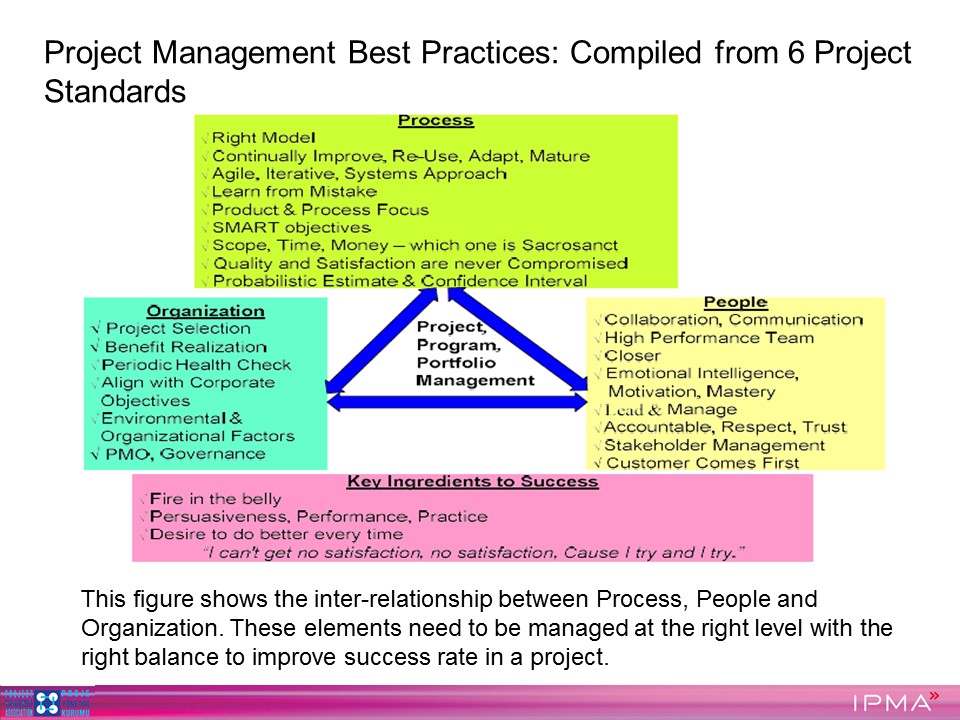 Project Management Best Practices: Compiled from 6 Project
Standards
Process
√Right Model
√Continually Improve, Re-Use, Adapt, Mature
√Agile, Iterative, Systems Approach
√Learn from Mistake
√Product & Process Focus
√SMART objectives
√Scope, Time, Money – which one is Sacrosanct
√Quality and Satisfaction are never Compromised
√Probabilistic Estimate & Confidence Interval
Organization
√ Project Selection
√ Benefit Realization
√Periodic Health Check
√Align with Corporate
Objectives
√Environmental &
Organizational Factors
√ PMO, Governance
Project,
Program,
Portfolio
Management
People
√Collaboration, Communication
√High Performance Team
√Closer
√Emotional Intelligence,
Motivation, Mastery
√Lead & Manage
√Accountable, Respect, Trust
√Stakeholder Management
√Customer Comes First
Key Ingredients to Success
√Fire in the belly
√Persuasiveness, Performance, Practice
√Desire to do better every time
"I can't get no satisfaction, no satisfaction, Cause I try and I try."
This figure shows the inter-relationship between Process, People and
Organization. These elements need to be managed at the right level with the
right balance to improve success rate in a project.
IPMA